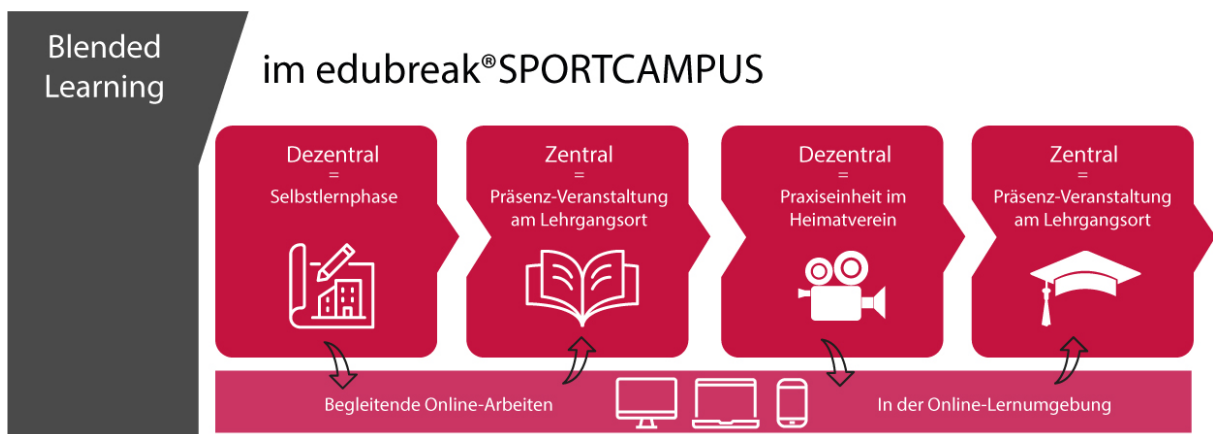 Blended
Learning
im edubreak®SPORTCAMPUS
Dezentral
=
Selbstlernphase
Zentral
=
Präsenz-Veranstaltung
am Lehrgangsort
Dezentral
=
Praxiseinheit im
Heimatverein
Zentral
=
Präsenz-Veranstaltung
am Lehrgangsort
Begleitende Online-Arbeiten
In der Online-Lernumgebung